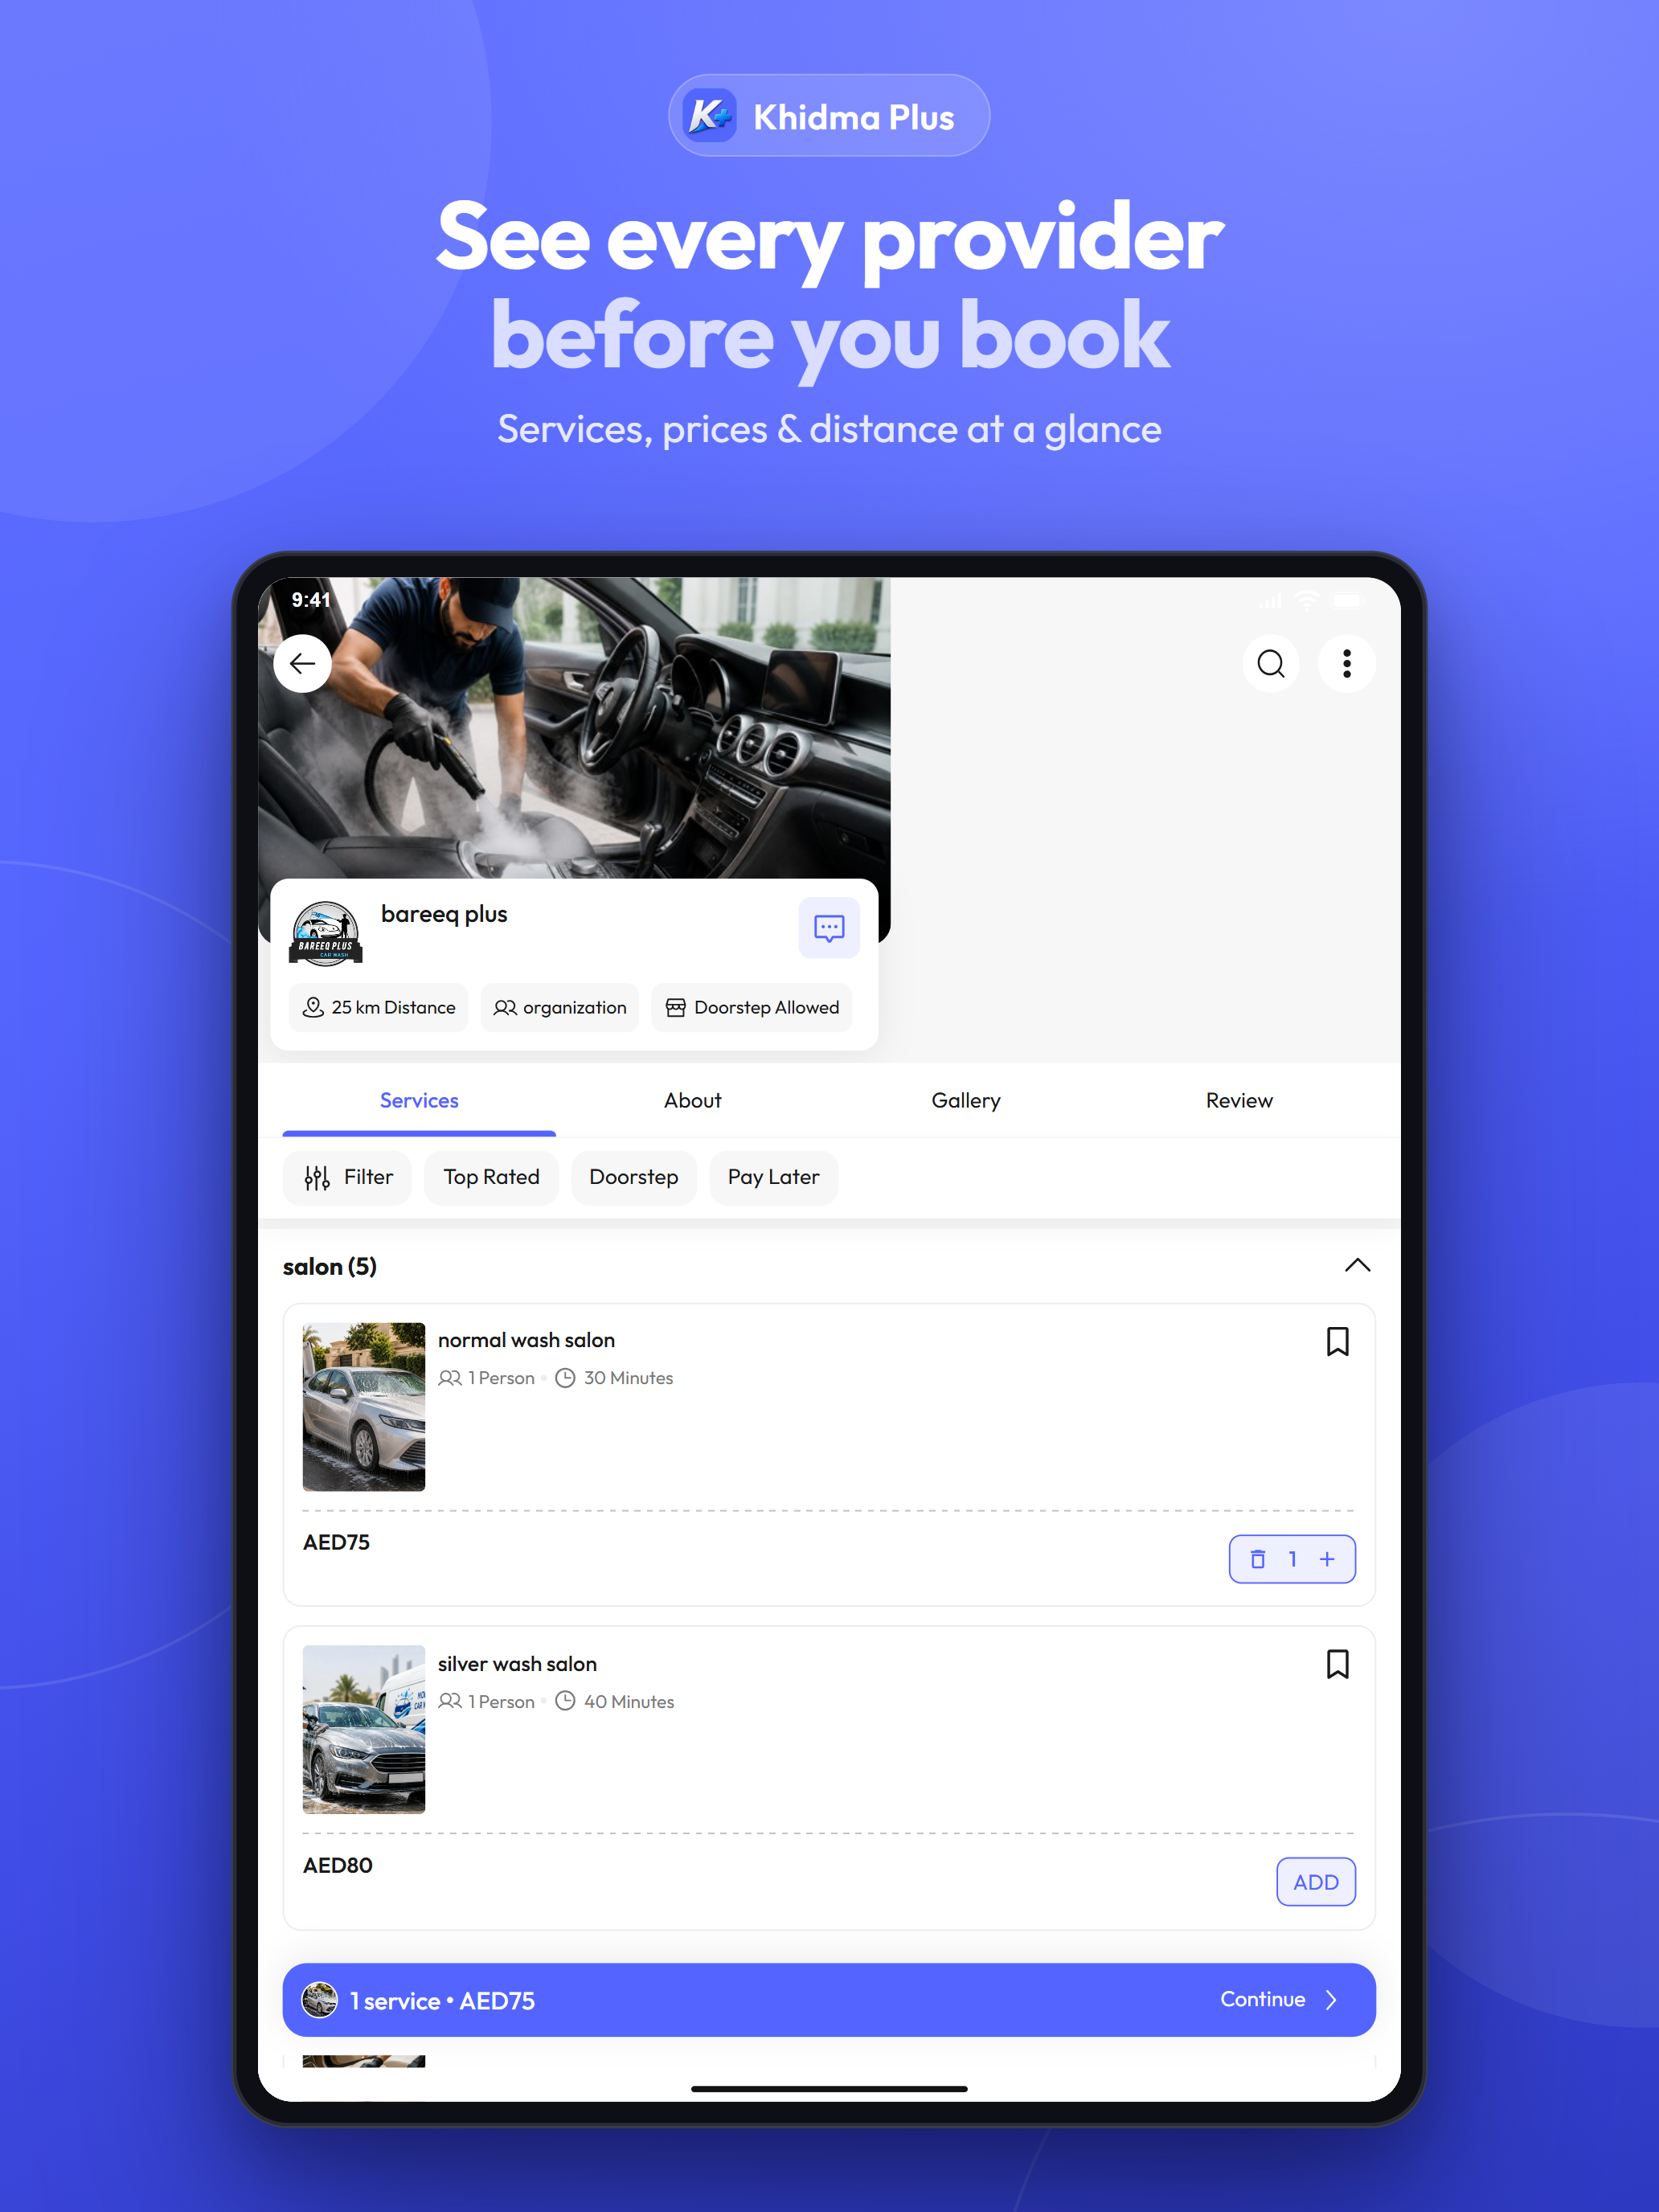 Khidma Plus
See every provider
before you book
Services, prices & distance at a glance
9:41
bareeq plus
BAREEQ PLUS
CAR WASH
25 km Distance
organization
Doorstep Allowed
Services
About
Gallery
Review
Filter
Top Rated
Doorstep
Pay Later
salon (5)
normal wash salon
1 Person
30 Minutes
AED75
1
silver wash salon
1 Person
40 Minutes
AED80
ADD
1 service • AED75
Continue